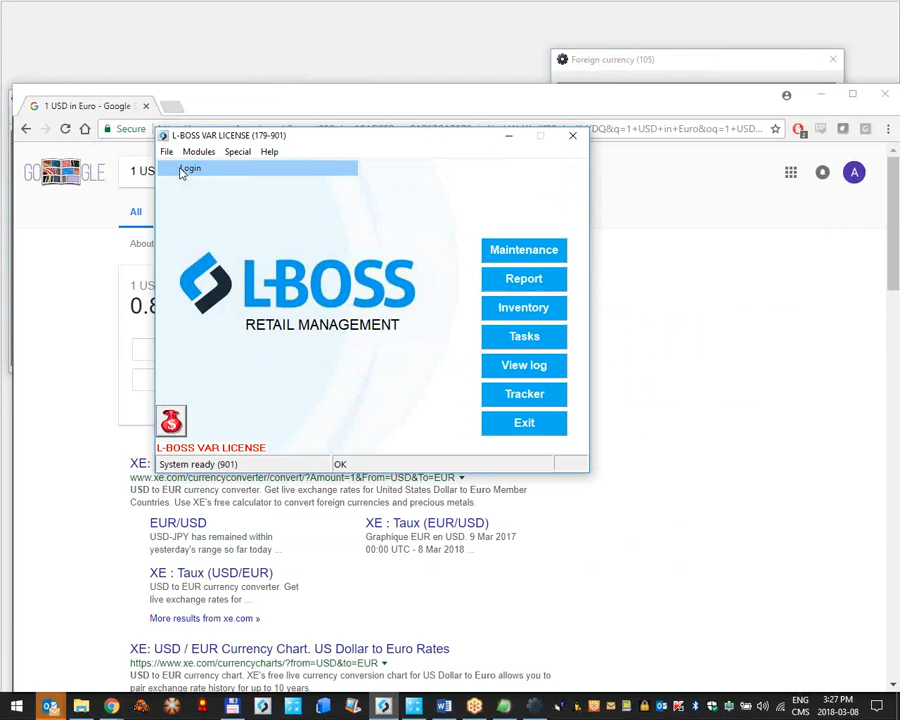 Foreign currency (105)
1 USD in Euro - Google S
Secure
DQ&q=1+USD+in+Euro&oq=1+USD...
2
L-BOSS VAR LICENSE (179-901)
File Modules Special Help
Login
GOOGLE
1 US
A
All
About
1 US
0.8
L-BOSS
RETAIL MANAGEMENT
Maintenance
Report
Inventory
Tasks
View log
Tracker
Exit
$
L-BOSS VAR LICENSE
System ready (901)
OK
XE:
www.xe.com/currencyconverter/convert/?Amount=1&From=USD&To=EUR
USD to EUR currency converter. Get live exchange rates for United States Dollar to Euro Member
Countries. Use XE's free calculator to convert foreign currencies and precious metals.
EUR/USD
USD-JPY has remained within
yesterday's range so far today ...
XE : Taux (EUR/USD)
Graphique EUR en USD. 9 Mar 2017
00:00 UTC - 8 Mar 2018 ...
XE : Taux (USD/EUR)
USD to EUR currency converter. Get
live exchange rates for ...
More results from xe.com »
XE: USD / EUR Currency Chart. US Dollar to Euro Rates
https://www.xe.com/currencycharts/?from=USD&to=EUR
USD to EUR currency chart. XE's free live currency conversion chart for US Dollar to Euro allows you to
pair exchange rate history for up to 10 years.
ENG
CMS
3:27 PM
2018-03-08